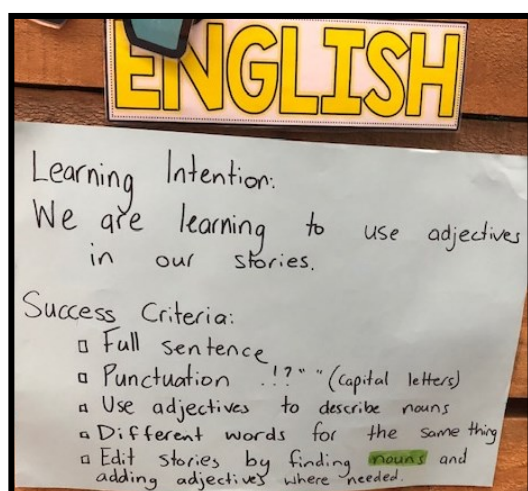 ENGLISH
Learning Intention:
We are learning to use adjectives
in our stories.
Success Criteria:
□ Full sentence
□ Punctuation .!?" " (capital letters)
□ Use adjectives to describe nouns
□ Different words for the same thing
□ Edit stories by finding nouns and
adding adjectives where needed.